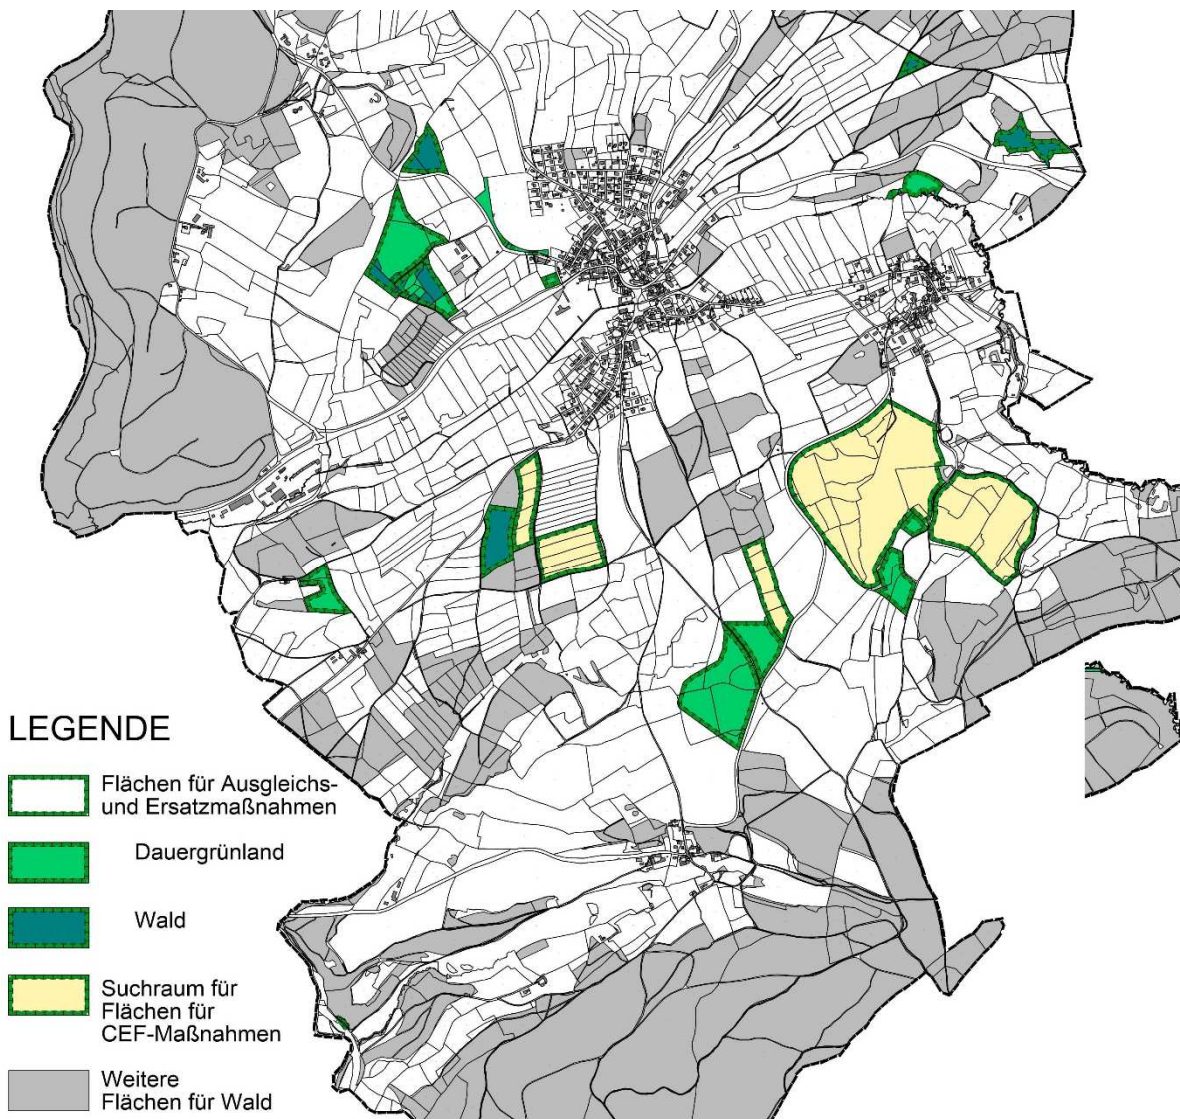 LEGENDE
Flächen für Ausgleichs-
und Ersatzmaßnahmen
Dauergrünland
Wald
Suchraum für
Flächen für
CEF-Maßnahmen
Weitere
Flächen für Wald